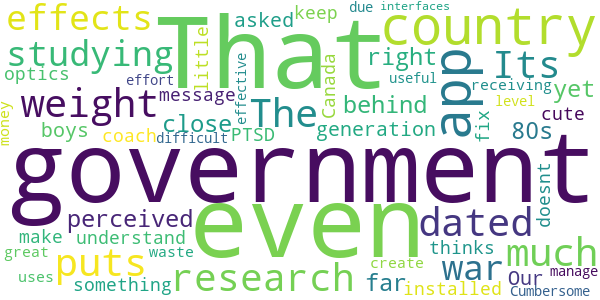 due interfaces
effects
asked
keep
That
country
little
studying
right
Its
optics
effort
effective
app
useful
receiving
yet
weight
message
The
Canada
behind
level
cute
money
boys
coach
close
PTSD
generation
fix
80s
difficult
government
doesnt
perceived
even
dated
make
understand
war
much
great
waste
puts
research
far
create
thinks
Our
manage
uses
something
installed
Cumbersome